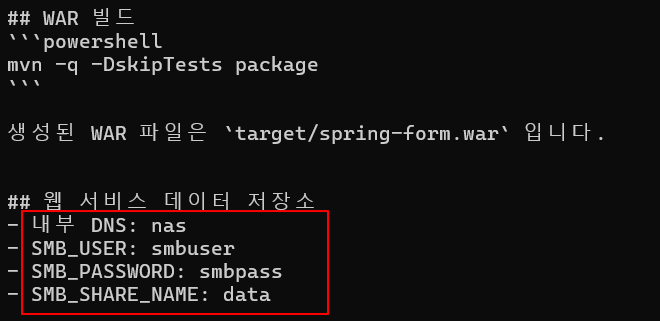 ## WAR 빌드
```powershell
mvn -q -DskipTests package
```
생성된 WAR 파일은 `target/spring-form.war` 입니다.
## 웹 서비스 데이터 저장소
- 내부 DNS: nas
- SMB_USER: smbuser
- SMB_PASSWORD: smbpass
- SMB_SHARE_NAME: data